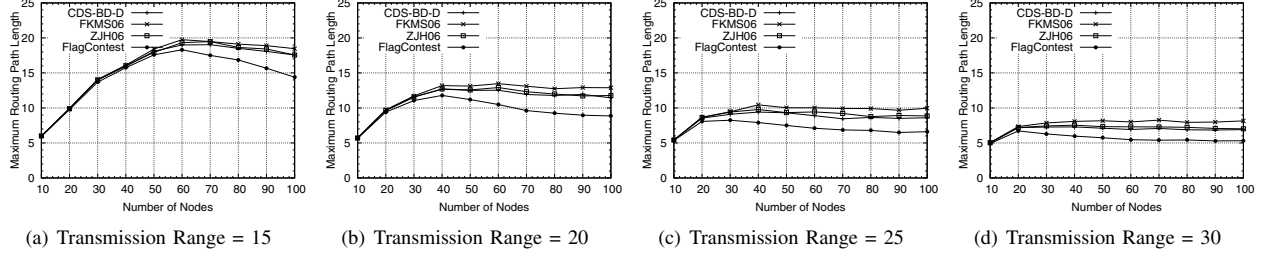 Maximum Routing Path Length
25
20
15
10
5
0
CDS-BD-D
FKMS06
ZJH06
FlagContest
10 20 30 40 50 60 70 80 90 100
Number of Nodes
(a) Transmission Range = 15
Maximum Routing Path Length
25
20
15
10
5
0
CDS-BD-D
FKMS06
ZJH06
FlagContest
10 20 30 40 50 60 70 80 90 100
Number of Nodes
(b) Transmission Range = 20
Maximum Routing Path Length
25
20
15
10
5
0
CDS-BD-D
FKMS06
ZJH06
FlagContest
10 20 30 40 50 60 70 80 90 100
Number of Nodes
(c) Transmission Range = 25
Maximum Routing Path Length
25
20
15
10
5
0
CDS-BD-D
FKMS06
ZJH06
FlagContest
10 20 30 40 50 60 70 80 90 100
Number of Nodes
(d) Transmission Range = 30